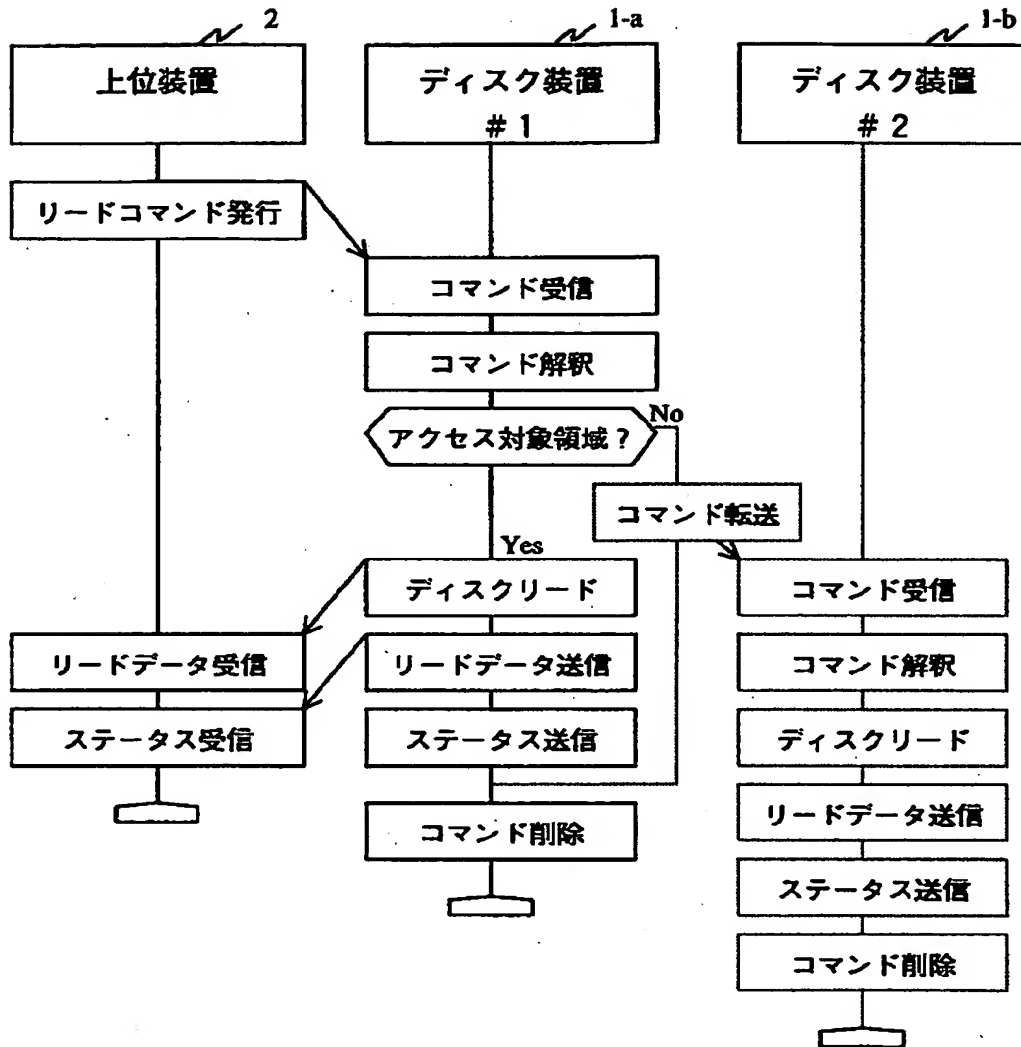 2
1-a
1-b
上位装置
ディスク装置
#1
ディスク装置
#2
リードコマンド発行
コマンド受信
コマンド解釈
アクセス対象領域?
No
コマンド転送
Yes
ディスクリード
コマンド受信
リードデータ受信
リードデータ送信
コマンド解釈
ステータス受信
ステータス送信
ディスクリード
コマンド削除
リードデータ送信
ステータス送信
コマンド削除